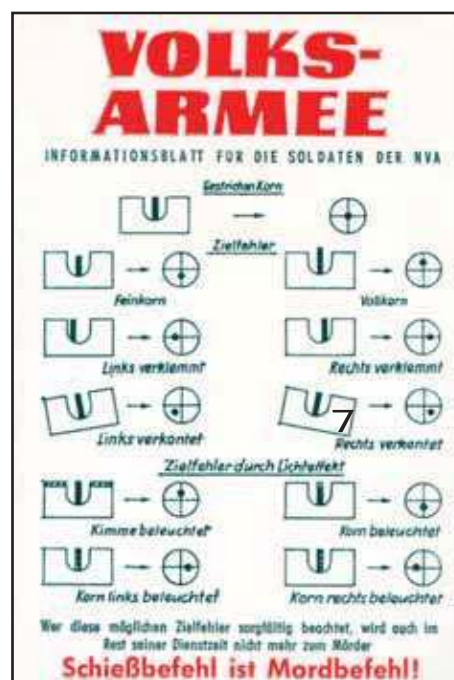 VOLKS-
ARMEE
INFORMATIONSBLATT FÜR DIE SOLDATEN DER NVA
Gestrichen Korn
Zielfehler
Feinkorn Vollkorn
Links verklemmt Rechts verklemmt
7
Links verkantet Rechts verkantet
Zielfehler durch Lichteffekt
Kimme beleuchtet Korn beleuchtet
Korn links beleuchtet Korn rechts beleuchtet
Wer diese möglichen Zielfehler sorgfältig beachtet, wird auch im
Rest seiner Dienstzeit nicht mehr zum Mörder
Schießbefehl ist Mordbefehl!